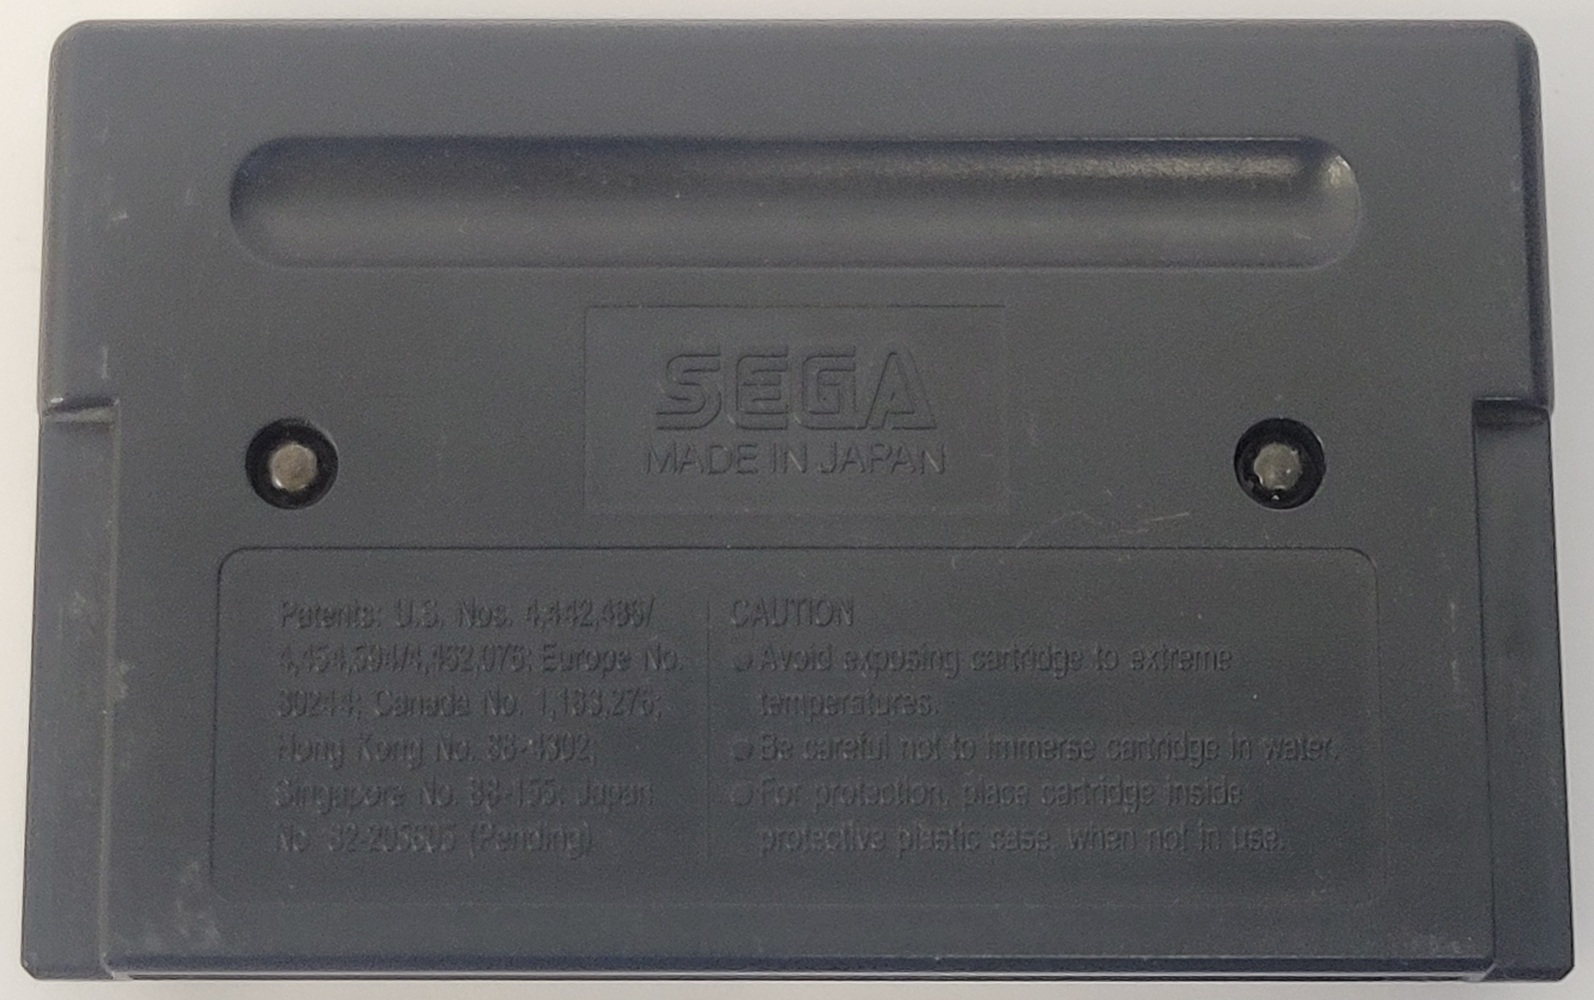 SEGA
MADE IN JAPAN
Patents: U.S. Nos. 4,442,486/
4,454,594/4,462,076; Europe No.
80244; Canada No. 1,183,276;
Hong Kong No. 88-4302;
Singapore No. 88-155; Japan
No. 82-205605 (Pending)
CAUTION
● Avoid exposing cartridge to extreme
temperatures.
● Be careful not to immerse cartridge in water.
● For protection, place cartridge inside
protective plastic case, when not in use.